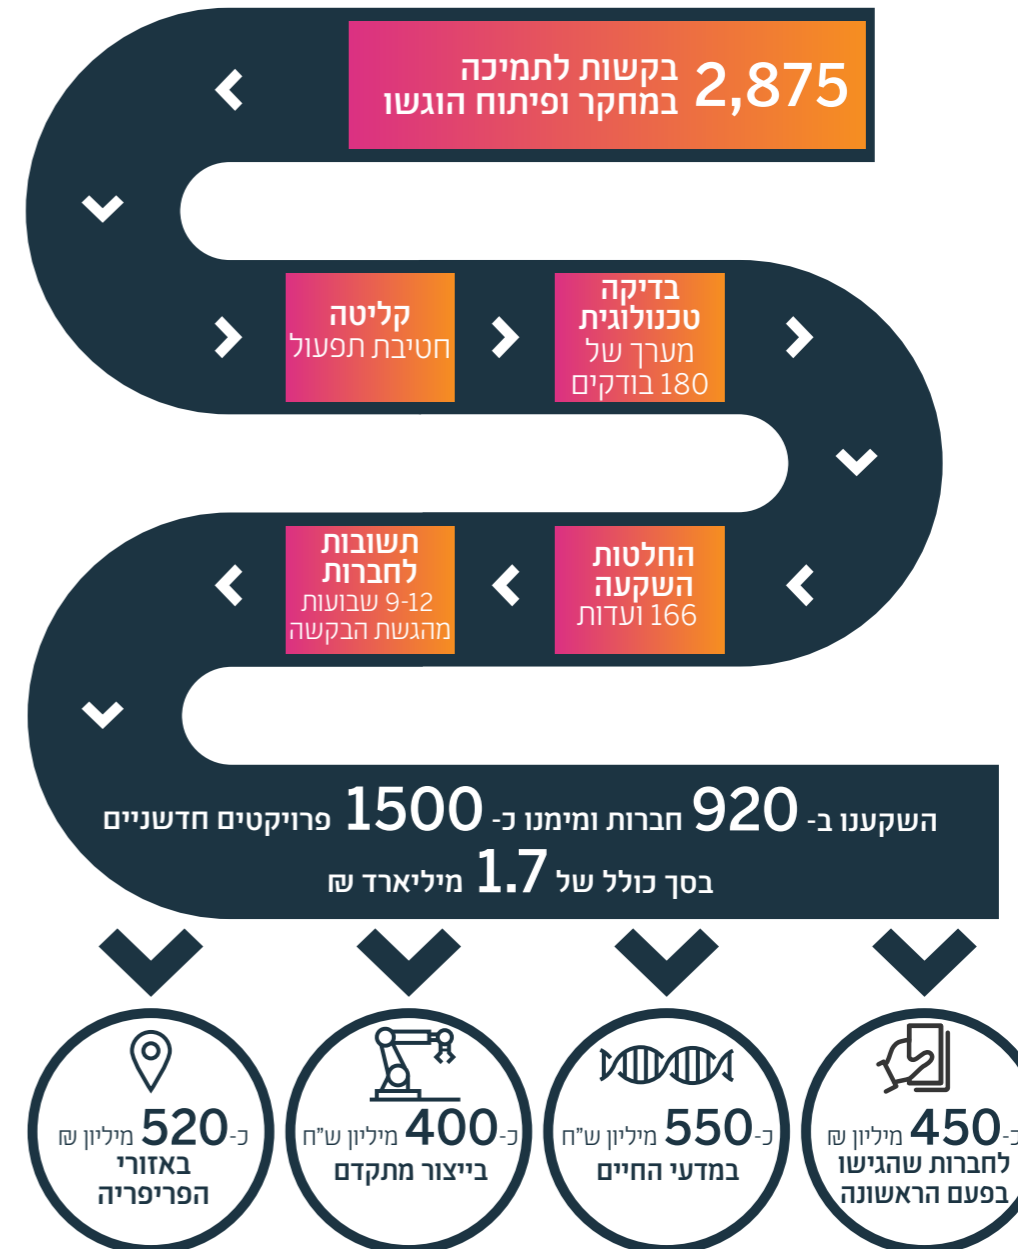 2,875
בקשות לתמיכה
במחקר ופיתוח הוגשו
קליטה
חטיבת תפעול
בדיקה
טכנולוגית
מערך של
180 בודקים
החלטות
השקעה
166 ועדות
תשובות
לחברות
9-12 שבועות
מהגשת הבקשה
השקענו ב- 920 חברות ומימנו כ- 1500 פרויקטים חדשניים
בסך כולל של 1.7 מיליארד ₪
כ-450 מיליון ₪
לחברות שהגישו
בפעם הראשונה
כ-550 מיליון ש"ח
במדעי החיים
כ-400 מיליון ש"ח
בייצור מתקדם
כ-520 מיליון ₪
באזורי
הפריפריה